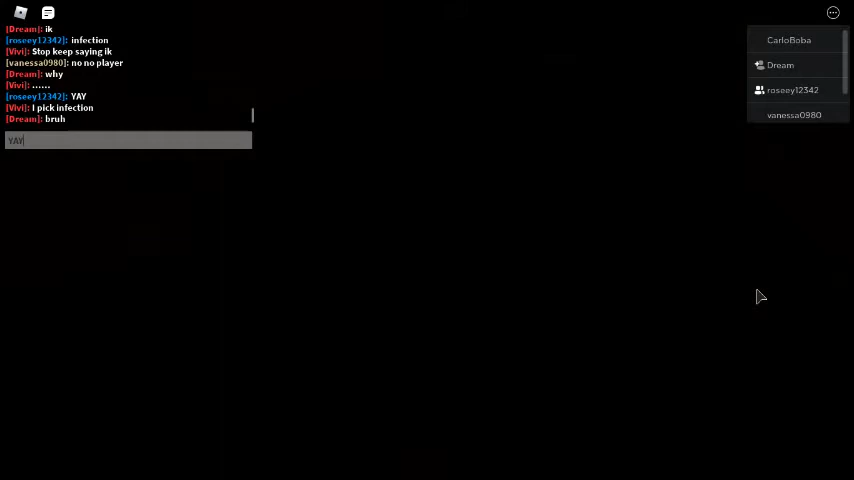 [Dream]: ik
[roseey12342]: infection
[Vivi]: Stop keep saying ik
[vanessa0980]: no no player
[Dream]: why
[Vivi]: ......
[roseey12342]: YAY
[Vivi]: I pick infection
[Dream]: bruh
YAY
CarloBoba
Dream
roseey12342
vanessa0980